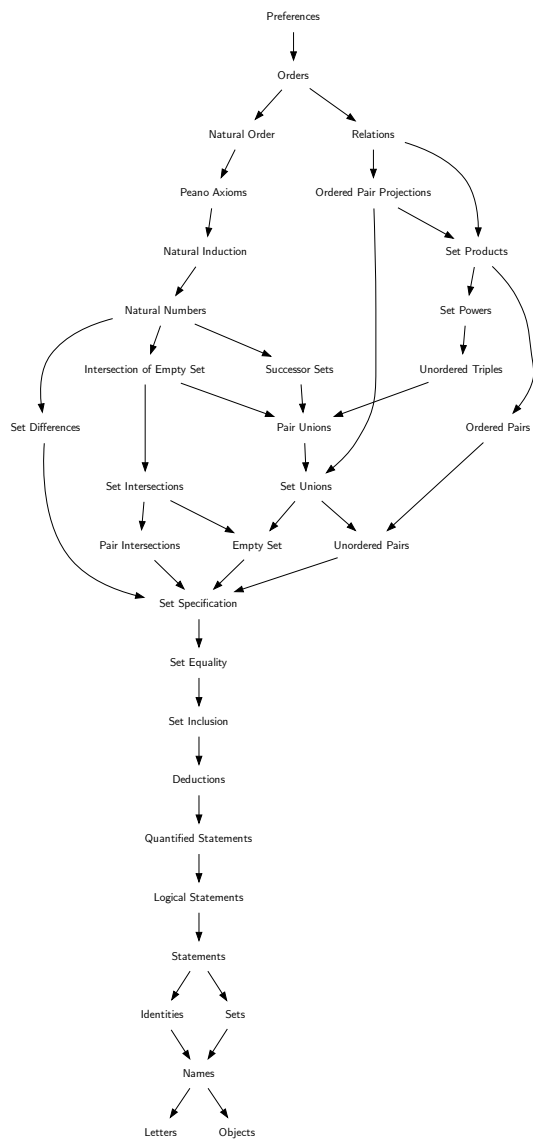 Preferences
Orders
Natural Order
Relations
Peano Axioms
Ordered Pair Projections
Natural Induction
Set Products
Natural Numbers
Set Powers
Intersection of Empty Set
Successor Sets
Unordered Triples
Set Differences
Pair Unions
Ordered Pairs
Set Intersections
Set Unions
Pair Intersections
Empty Set
Unordered Pairs
Set Specification
Set Equality
Set Inclusion
Deductions
Quantified Statements
Logical Statements
Statements
Identities
Sets
Names
Letters
Objects